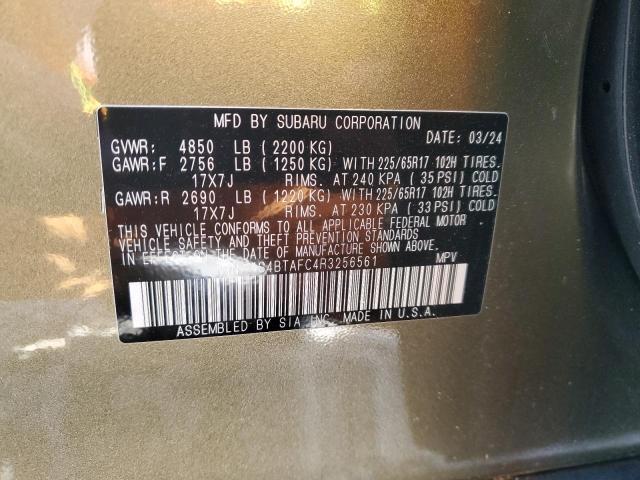 MFD BY SUBARU CORPORATION
DATE: 03/24
GVWR: 4850 LB (2200 KG)
GAWR:F 2756 LB (1250 KG) WITH 225/65R17 102H TIRES.
17X7J RIMS. AT 240 KPA (35 PSI) COLD
GAWR:R 2690 LB (1220 KG) WITH 225/65R17 102H TIRES.
17X7J RIMS. AT 230 KPA (33 PSI) COLD
THIS VEHICLE CONFORMS TO ALL APPLICABLE FEDERAL MOTOR
VEHICLE SAFETY AND THEFT PREVENTION STANDARDS
IN EFFECT ON THE DATE OF MANUFACTURE SHOWN ABOVE.
MPV
ASSEMBLED BY SIA INC. MADE IN U.S.A.